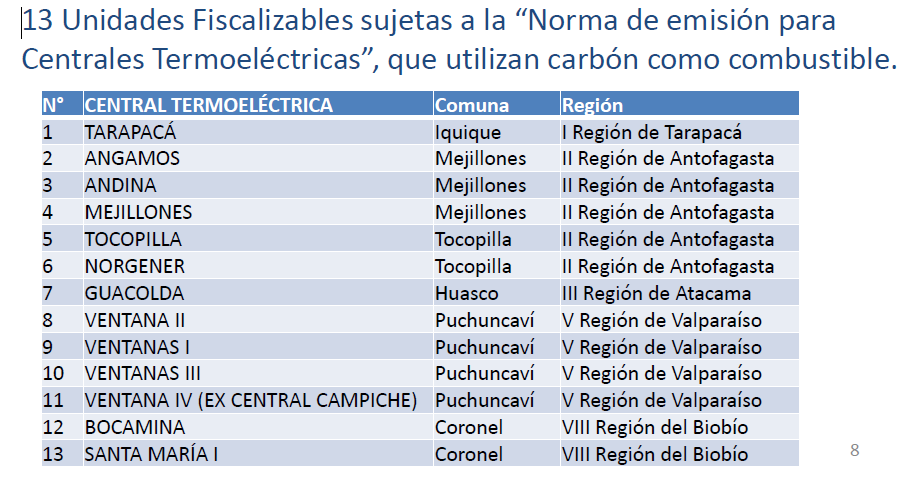 13 Unidades Fiscalizables sujetas a la “Norma de emisión para
Centrales Termoeléctricas”, que utilizan carbón como combustible.
N° CENTRAL TERMOELÉCTRICA Comuna Región
1 TARAPACÁ Iquique I Región de Tarapacá
2 ANGAMOS Mejillones II Región de Antofagasta
3 ANDINA Mejillones II Región de Antofagasta
4 MEJILLONES Mejillones II Región de Antofagasta
5 TOCOPILLA Tocopilla II Región de Antofagasta
6 NORGENER Tocopilla II Región de Antofagasta
7 GUACOLDA Huasco III Región de Atacama
8 VENTANA II Puchuncaví V Región de Valparaíso
9 VENTANAS I Puchuncaví V Región de Valparaíso
10 VENTANAS III Puchuncaví V Región de Valparaíso
11 VENTANA IV (EX CENTRAL CAMPICHE) Puchuncaví V Región de Valparaíso
12 BOCAMINA Coronel VIII Región del Biobío
13 SANTA MARÍA I Coronel VIII Región del Biobío
8